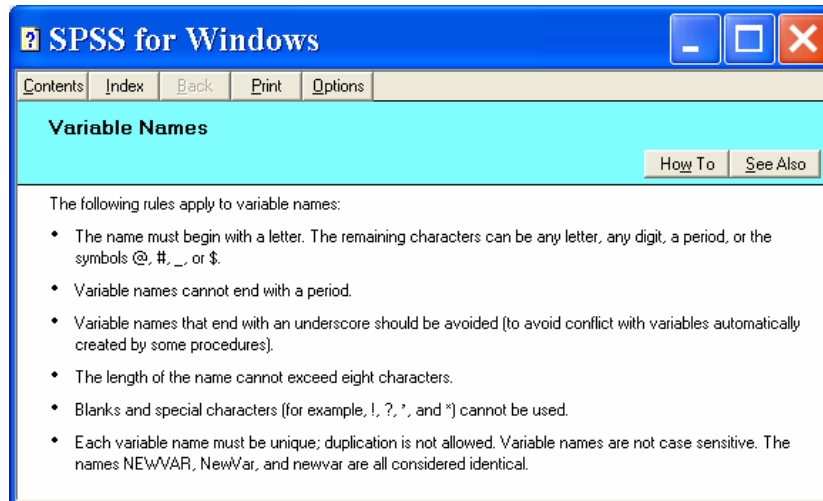 SPSS for Windows
Contents Index Back Print Options
Variable Names
How To See Also
The following rules apply to variable names:
• The name must begin with a letter. The remaining characters can be any letter, any digit, a period, or the
symbols @, #, _, or $.
• Variable names cannot end with a period.
• Variable names that end with an underscore should be avoided (to avoid conflict with variables automatically
created by some procedures).
• The length of the name cannot exceed eight characters.
• Blanks and special characters (for example, !, ?, ', and *) cannot be used.
• Each variable name must be unique; duplication is not allowed. Variable names are not case sensitive. The
names NEWVAR, NewVar, and newvar are all considered identical.